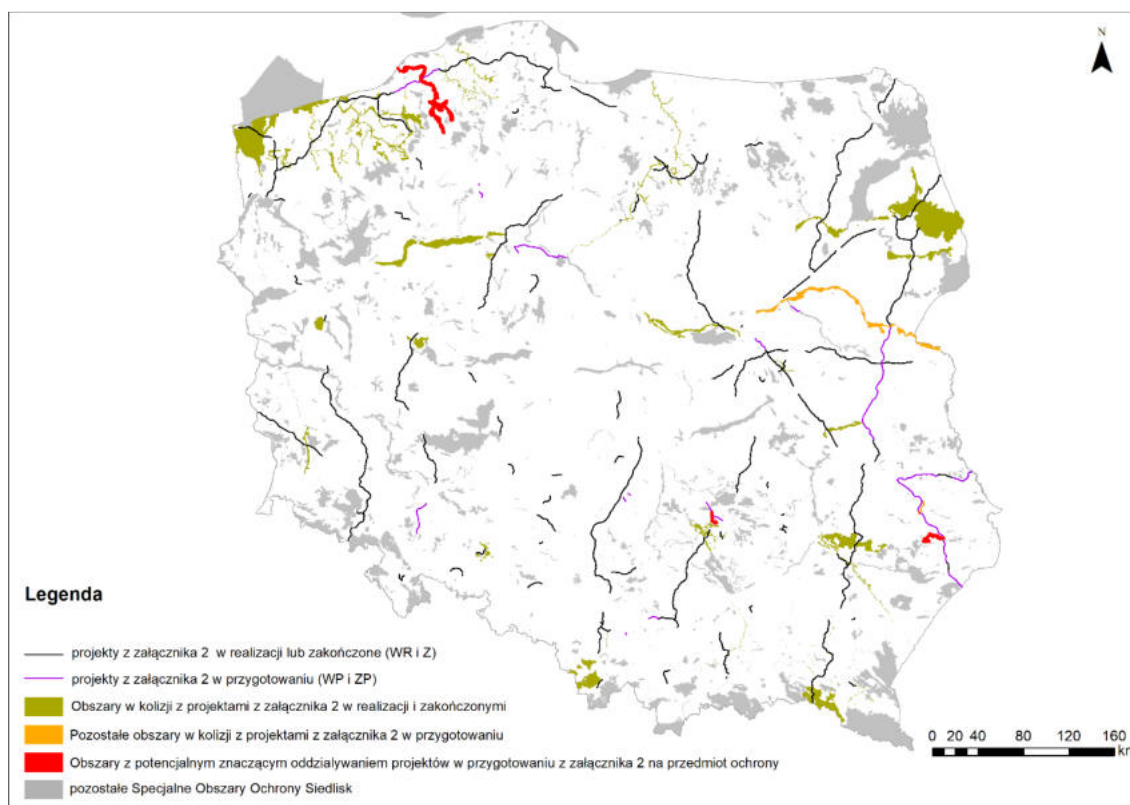 N
Legenda
projekty z załącznika 2 w realizacji lub zakończone (WR i Z)
projekty z załącznika 2 w przygotowaniu (WP i ZP)
Obszary w kolizji z projektami z załącznika 2 w realizacji i zakończonymi
Pozostałe obszary w kolizji z projektami z załącznika 2 w przygotowaniu
Obszary z potencjalnym znaczącym oddziaływaniem projektów w przygotowaniu z załącznika 2 na przedmiot ochrony
pozostałe Specjalne Obszary Ochrony Siedlisk
0 20 40 80 120 160
km